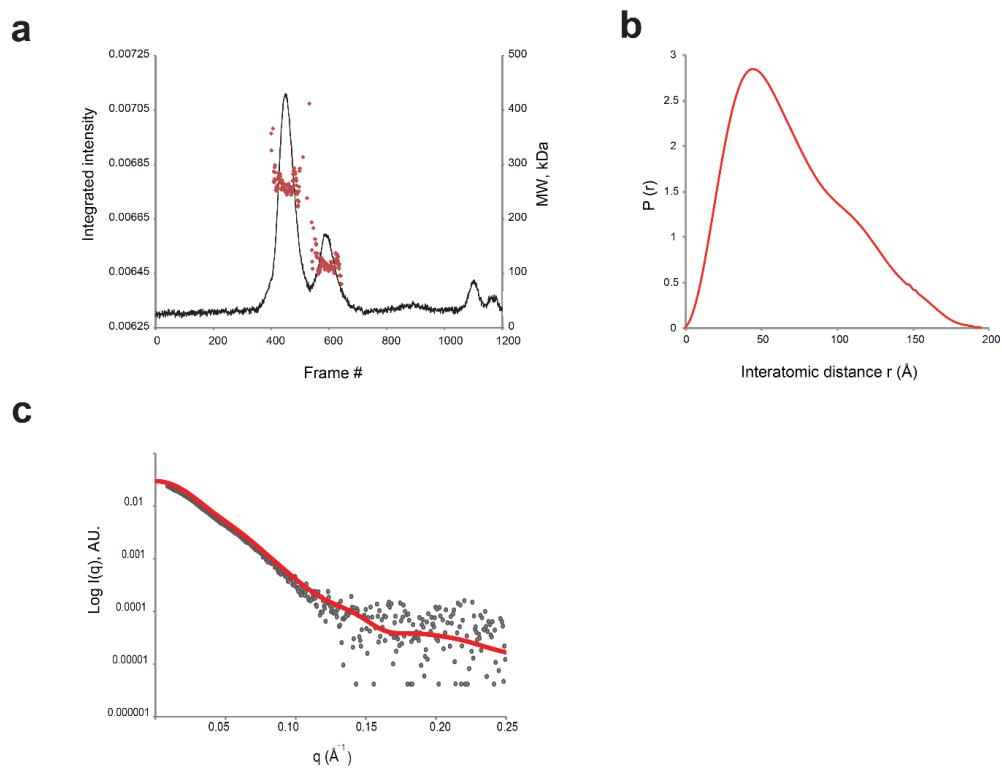 a
0.00725
0.00705
0.00685
0.00665
0.00645
0.00625
Integrated intensity
500
400
300
200
100
0
MW, kDa
0 200 400 600 800 1000 1200
Frame #
b
3
2.5
2
1.5
1
0.5
0
P (r)
0 50 100 150 200
Interatomic distance r (Å)
c
0.01
0.001
0.0001
0.00001
0.000001
Log I(q), AU.
0.05 0.10 0.15 0.20 0.25
q (Å⁻¹)